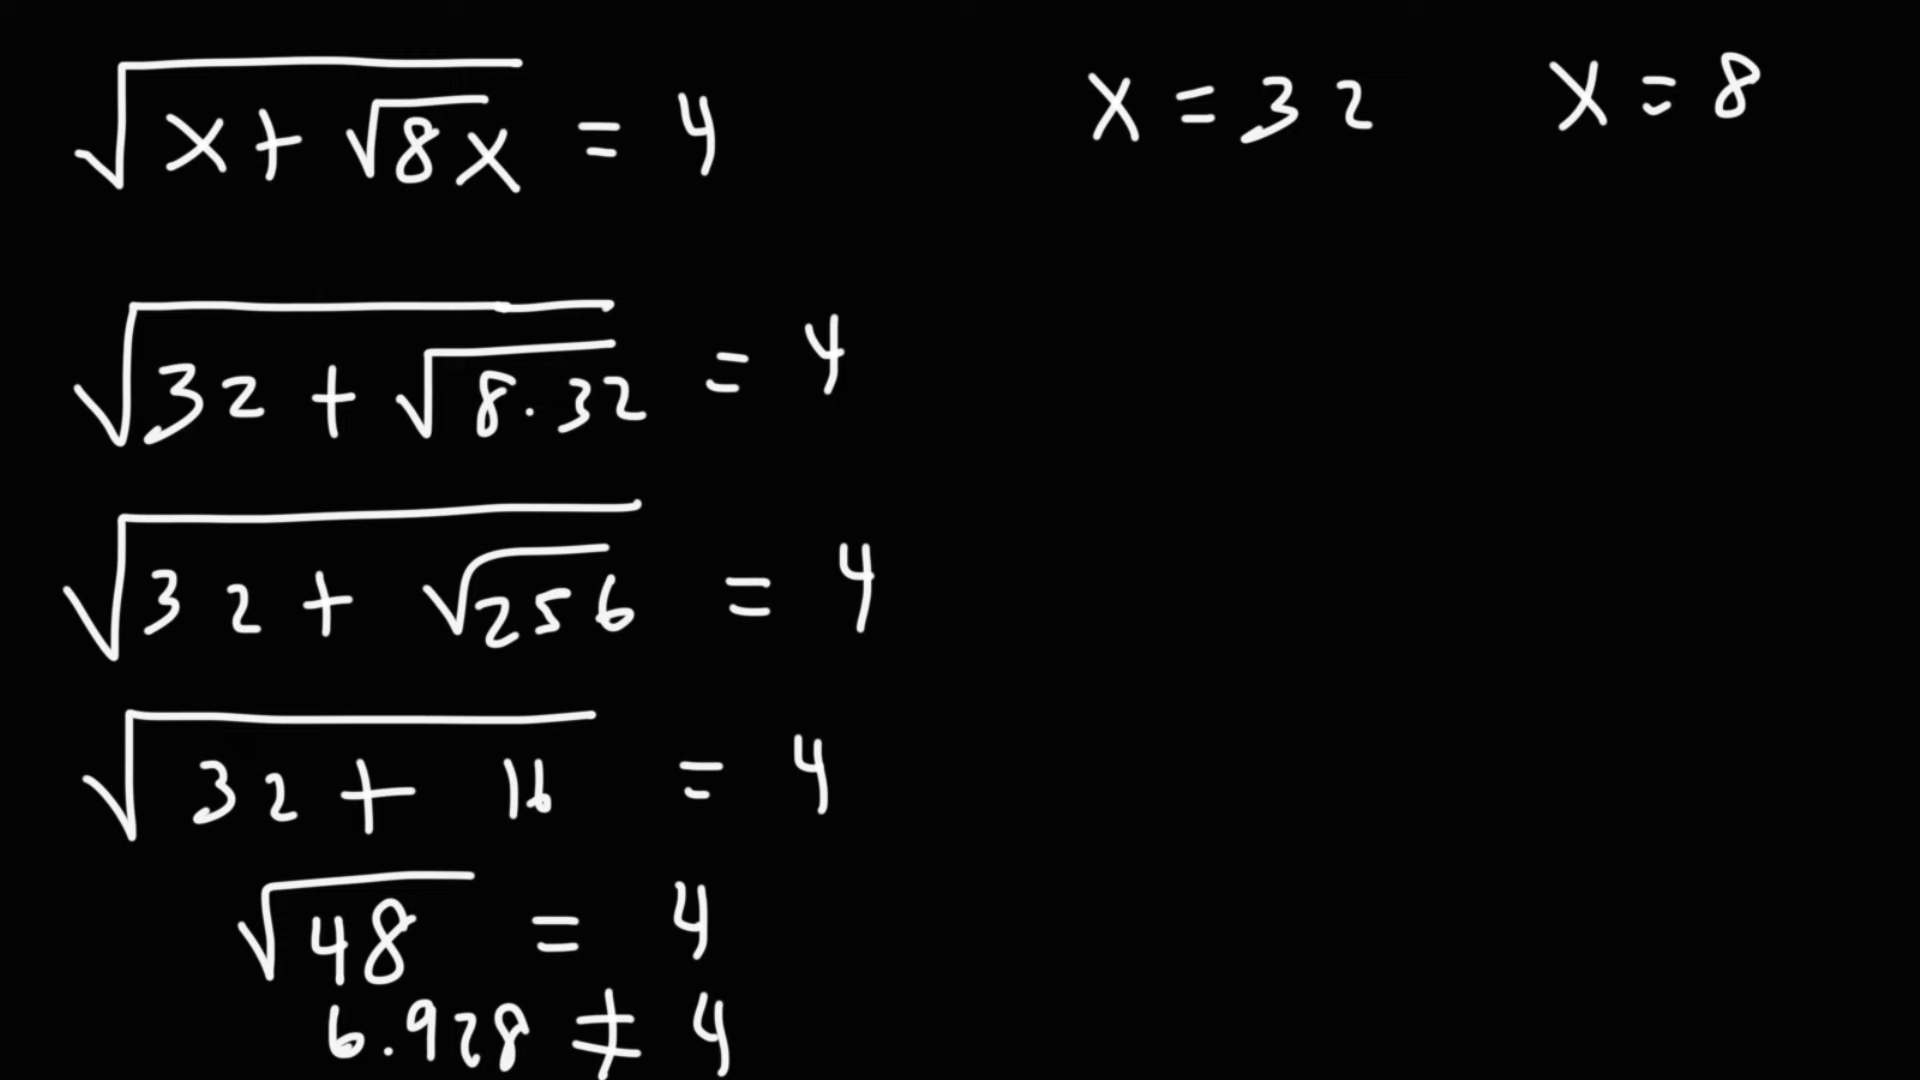 √(x + √8x) = 4
x = 32
x = 8
√(32 + √8·32) = 4
√(32 + √256) = 4
√(32 + 16) = 4
√48 = 4
6.928 ≠ 4